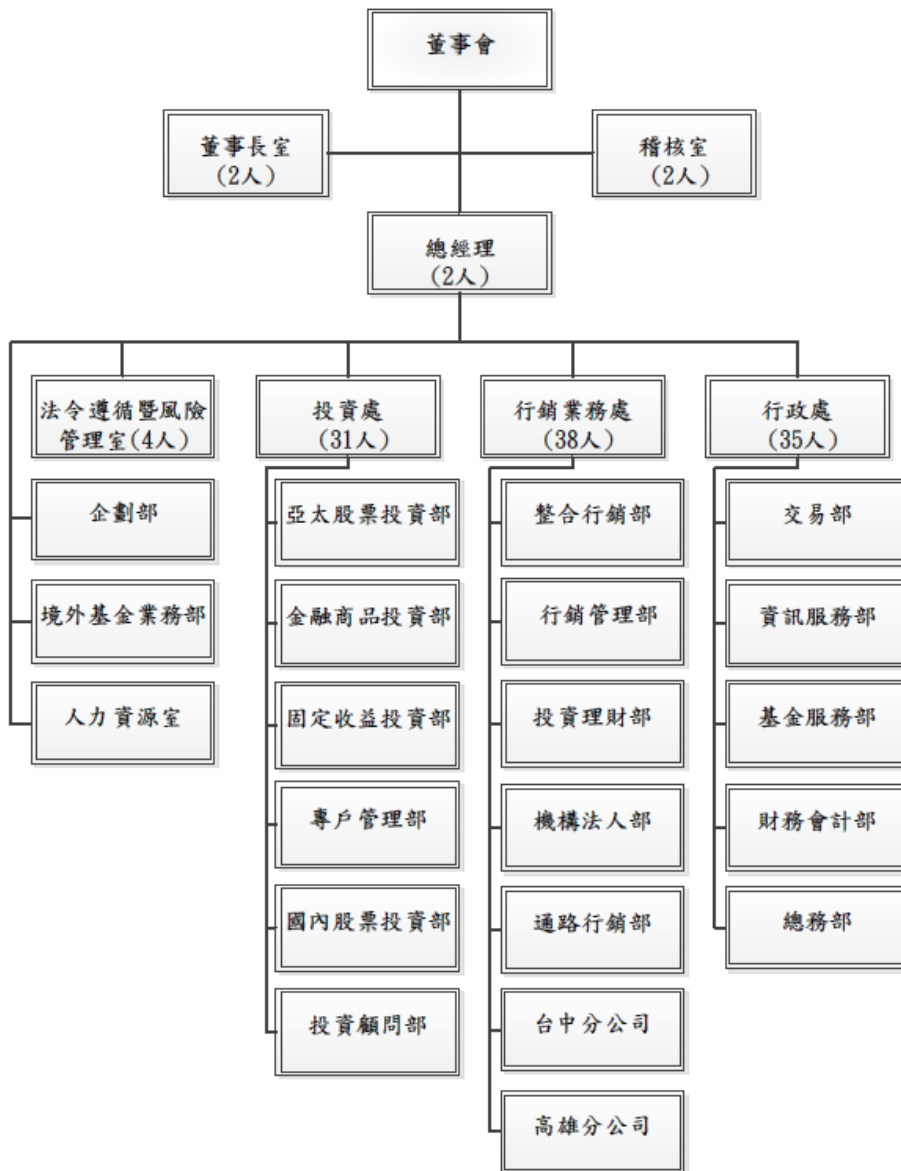 董事會
董事長室
(2人)
稽核室
(2人)
總經理
(2人)
法令遵循暨風險
管理室(4人)
投資處
(31人)
行銷業務處
(38人)
行政處
(35人)
企劃部
境外基金業務部
人力資源室
亞太股票投資部
金融商品投資部
固定收益投資部
專戶管理部
國內股票投資部
投資顧問部
整合行銷部
行銷管理部
投資理財部
機構法人部
通路行銷部
台中分公司
高雄分公司
交易部
資訊服務部
基金服務部
財務會計部
總務部